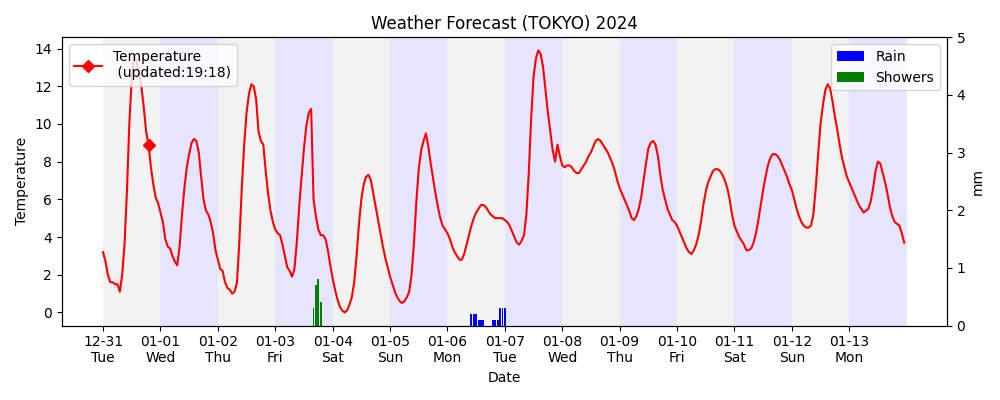 Weather Forecast (TOKYO) 2024
Temperature
(updated:19:18)
Rain
Showers
Temperature
14
12
10
8
6
4
2
0
5
4
3
2
1
0
mm
12-31 01-01 01-02 01-03 01-04 01-05 01-06 01-07 01-08 01-09 01-10 01-11 01-12 01-13
Tue Wed Thu Fri Sat Sun Mon Tue Wed Thu Fri Sat Sun Mon
Date